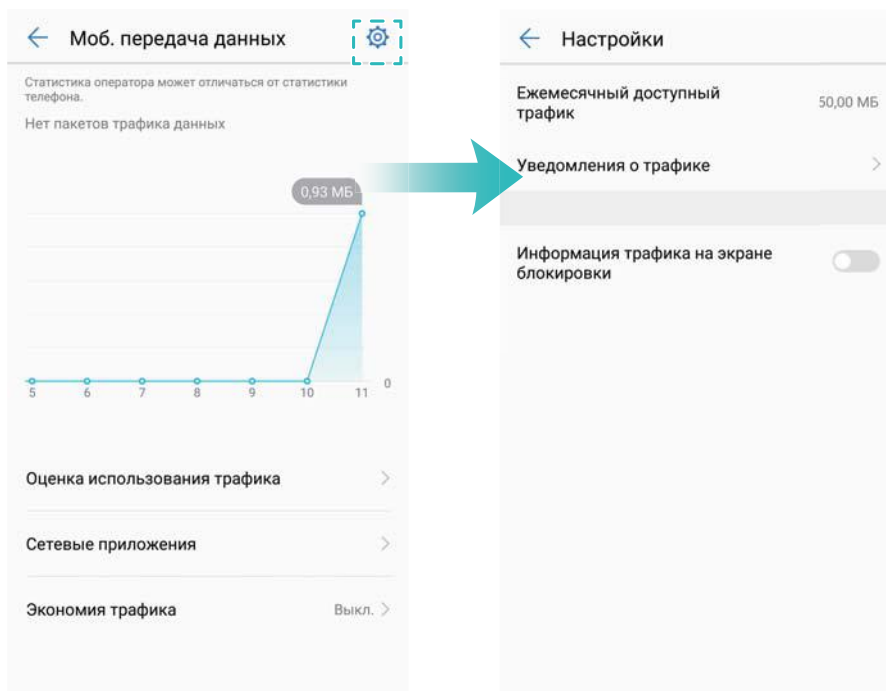 Моб. передача данных
Статистика оператора может отличаться от статистики
телефона.
Нет пакетов трафика данных
0,93 МБ
0
5 6 7 8 9 10 11
Оценка использования трафика
Сетевые приложения
Экономия трафика Выкл.
Настройки
Ежемесячный доступный
трафик
50,00 МБ
Уведомления о трафике
Информация трафика на экране
блокировки